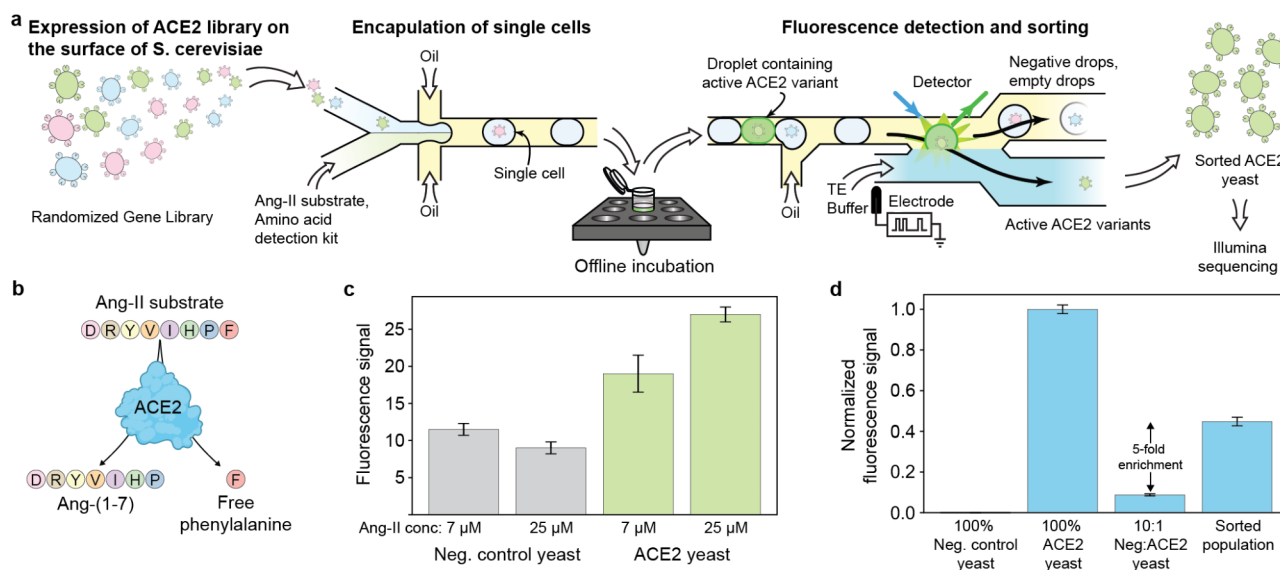 a
Expression of ACE2 library on
the surface of S. cerevisiae
Encapulation of single cells
Fluorescence detection and sorting
Oil
Oil
Single cell
Ang-II substrate,
Amino acid
detection kit
Randomized Gene Library
Offline incubation
Droplet containing
active ACE2 variant
Detector
Negative drops,
empty drops
Oil
TE
Buffer
Electrode
Active ACE2 variants
Sorted ACE2
yeast
Illumina
sequencing
b
Ang-II substrate
D R Y V I H P F
ACE2
D R Y V I H P
F
Ang-(1-7)
Free
phenylalanine
c
Fluorescence signal
25
20
15
10
5
Ang-II conc: 7 µM
25 µM
7 µM
25 µM
Neg. control yeast
ACE2 yeast
d
Normalized
fluorescence signal
1.0
0.8
0.6
0.4
0.2
0.0
5-fold
enrichment
100%
Neg. control
yeast
100%
ACE2
yeast
10:1
Neg:ACE2
yeast
Sorted
population